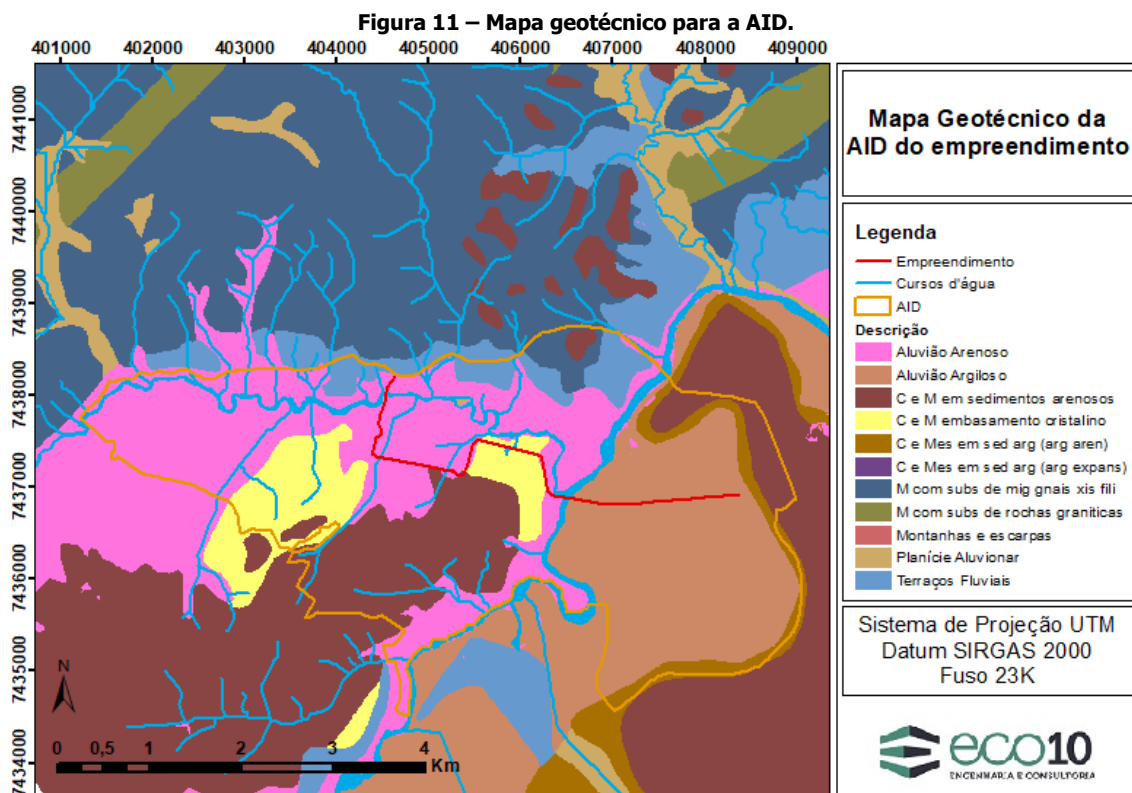 Figura 11 – Mapa geotécnico para a AID.
401000 402000 403000 404000 405000 406000 407000 408000 409000
7441000
7440000
7439000
7438000
7437000
7436000
7435000
7434000
N
0 0,5 1 2 3 4
Km
Mapa Geotécnico da
AID do empreendimento
Legenda
Empreendimento
Cursos d'água
AID
Descrição
Aluvião Arenoso
Aluvião Argiloso
C e M em sedimentos arenosos
C e M embasamento cristalino
C e Mes em sed arg (arg aren)
C e Mes em sed arg (arg expans)
M com subs de mig gnais xis fili
M com subs de rochas graniticas
Montanhas e escarpas
Planície Aluvionar
Terraços Fluviais
Sistema de Projeção UTM
Datum SIRGAS 2000
Fuso 23K
eco10
ENGENHARIA E CONSULTORIA